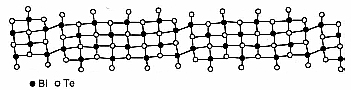 ● Bi ○ Te